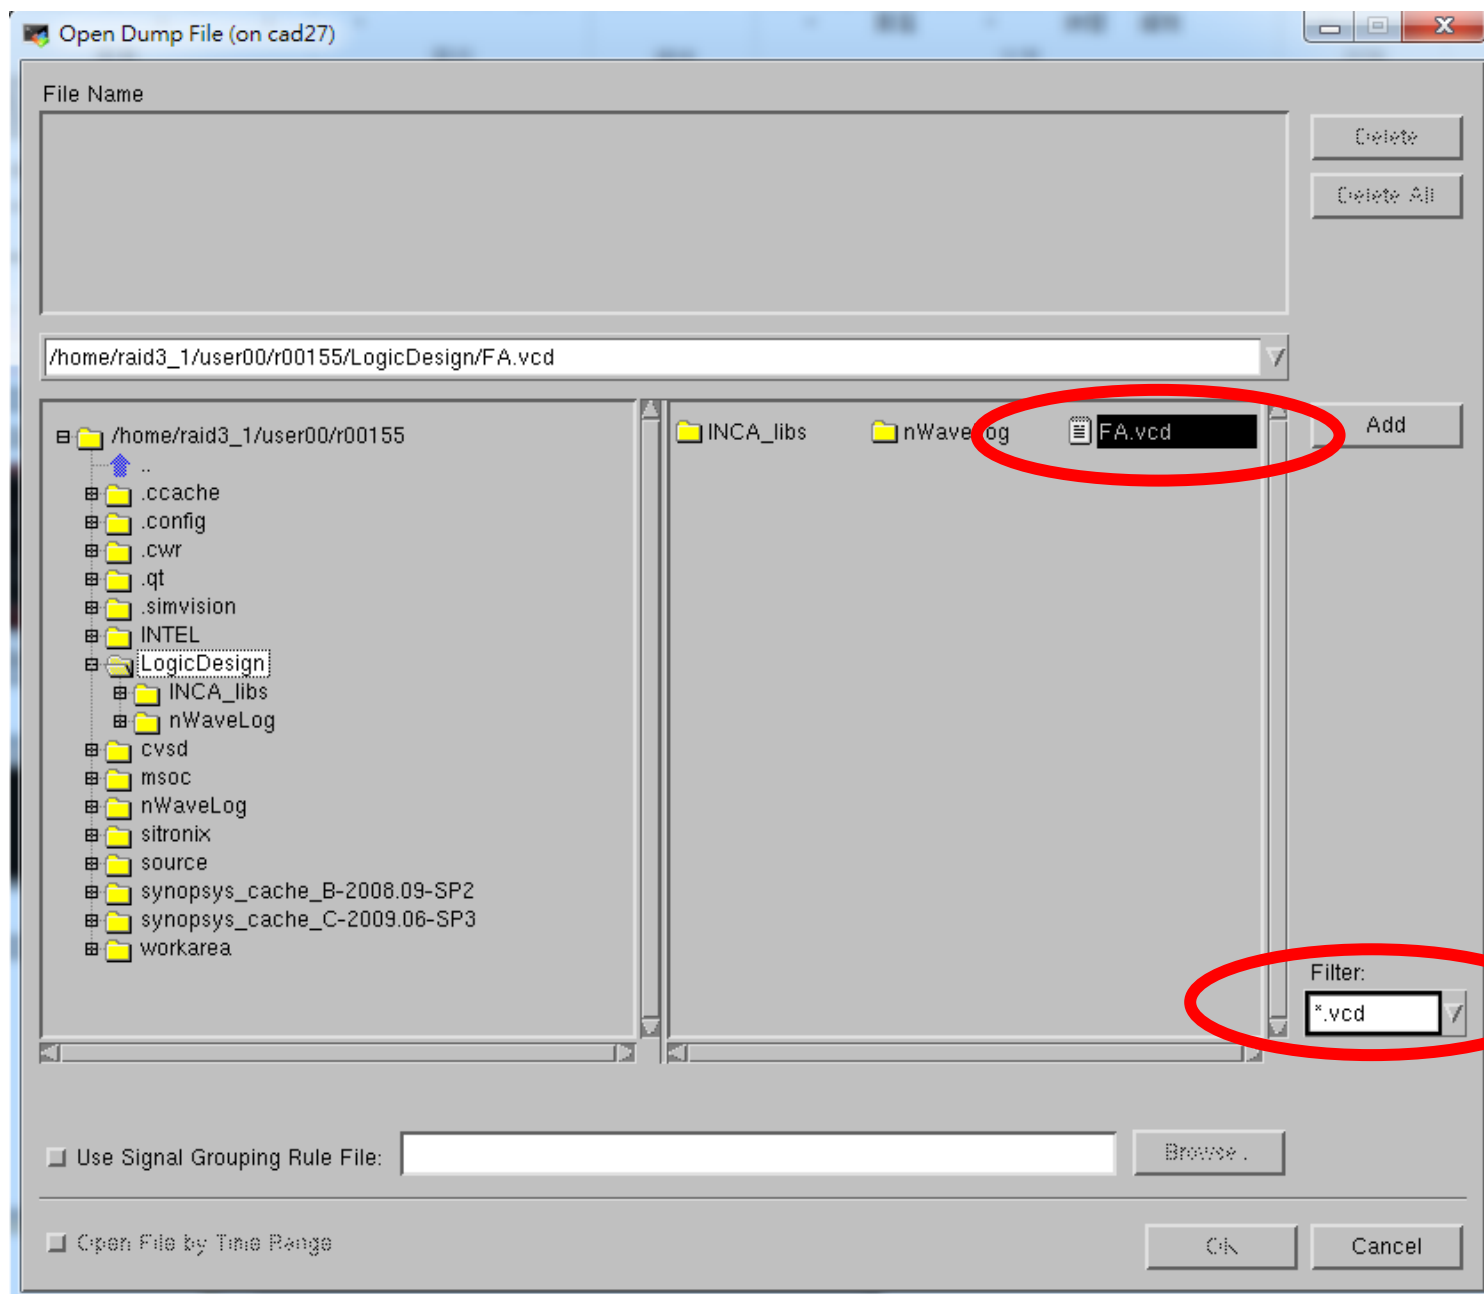 Open Dump File (on cad27)
File Name
Delete
Delete All
/home/raid3_1/user00/r00155/LogicDesign/FA.vcd
/home/raid3_1/user00/r00155
..
.ccache
.config
.cwr
.qt
.simvision
INTEL
LogicDesign
INCA_libs
nWaveLog
cvsd
msoc
nWaveLog
sitronix
source
synopsys_cache_B-2008.09-SP2
synopsys_cache_C-2009.06-SP3
workarea
INCA_libs nWaveLog FA.vcd
Add
Filter:
*.vcd
Use Signal Grouping Rule File:
Browse..
Open File by Time Range
OK
Cancel